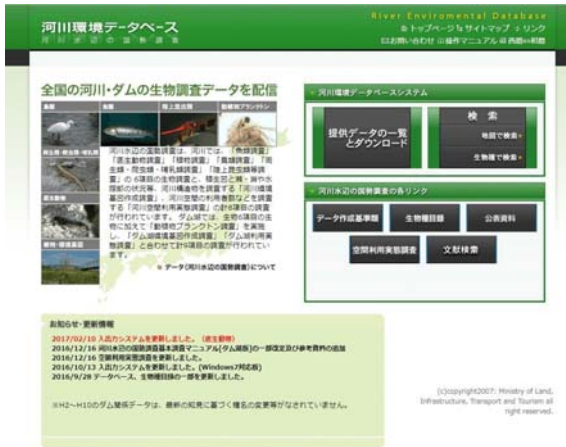 河川環境データベース
河川水辺の国勢調査
River Enviromental Database
トップページ サイトマップ リンク
お問い合わせ 操作マニュアル 西暦⇔和暦
全国の河川・ダムの生物調査データを配信
鳥類
魚類
陸上昆虫類
動植物プランクトン
両生類・爬虫類・哺乳類
底生動物
植物・環境基図
河川水辺の国勢調査は、河川では、「魚類調査」
「底生動物調査」「植物調査」「鳥類調査」「両
生類・爬虫類・哺乳類調査」「陸上昆虫類等調
査」の 6項目の生物調査と、植生図と瀬・淵や水
際部の状況等、河川構造物を調査する「河川環境
基図作成調査」、河川空間の利用者数などを調査
する「河川空間利用実態調査」の計8項目の調査
が行われています。 ダム湖では、生物6項目の生
物に加えて「動植物プランクトン調査」を実施
し、「ダム湖環境基図作成調査」「ダム湖利用実
態調査」と合わせて計9項目の調査が行われてい
ます。
データ(河川水辺の国勢調査)について
河川環境データベースシステム
提供データの一覧
とダウンロード
検 索
地図で検索
生物種で検索
河川水辺の国勢調査の各リンク
データ作成基準類
生物種目録
公表資料
空間利用実態調査
文献検索
お知らせ・更新情報
2017/02/10 入出力システムを更新しました。（底生動物）
2016/12/16 河川水辺の国勢調査基本調査マニュアル[ダム湖版]の一部改定及び参考資料の追加
2016/12/16 空間利用実態調査を更新しました。
2016/10/13 入出力システムを更新しました。(Windows7対応版)
2016/9/28 データベース、生物種目録の一部を更新しました。
※H2～H10のダム関係データは、最新の知見に基づく種名の変更等がなされていません。
(c)copyright2007: Ministry of Land,
Infrastructure, Transport and Tourism all
right reserved.